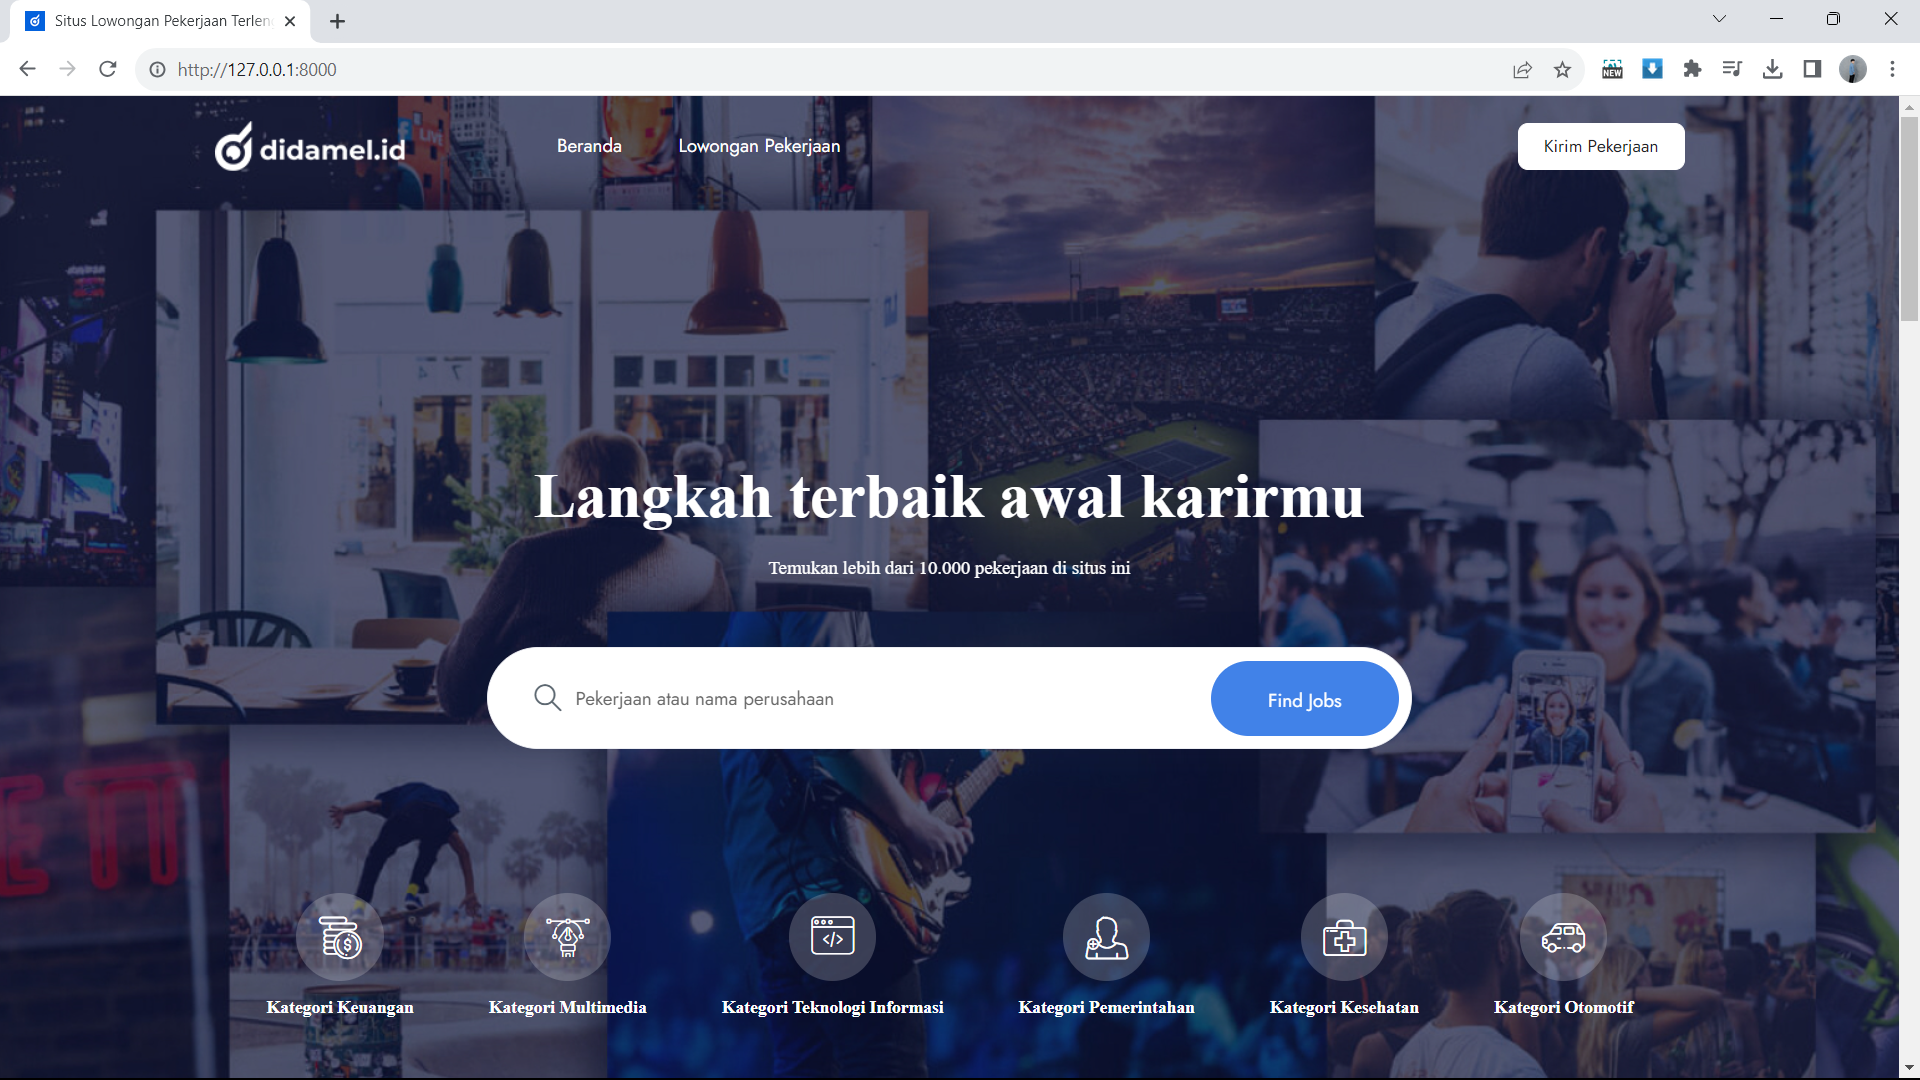 Situs Lowongan Pekerjaan Terlen
http://127.0.0.1:8000
NEW
didamel.id
Beranda
Lowongan Pekerjaan
Kirim Pekerjaan
LIVE
Langkah terbaik awal karirmu
Temukan lebih dari 10.000 pekerjaan di situs ini
Pekerjaan atau nama perusahaan
Find Jobs
Kategori Keuangan
Kategori Multimedia
Kategori Teknologi Informasi
Kategori Pemerintahan
Kategori Kesehatan
Kategori Otomotif